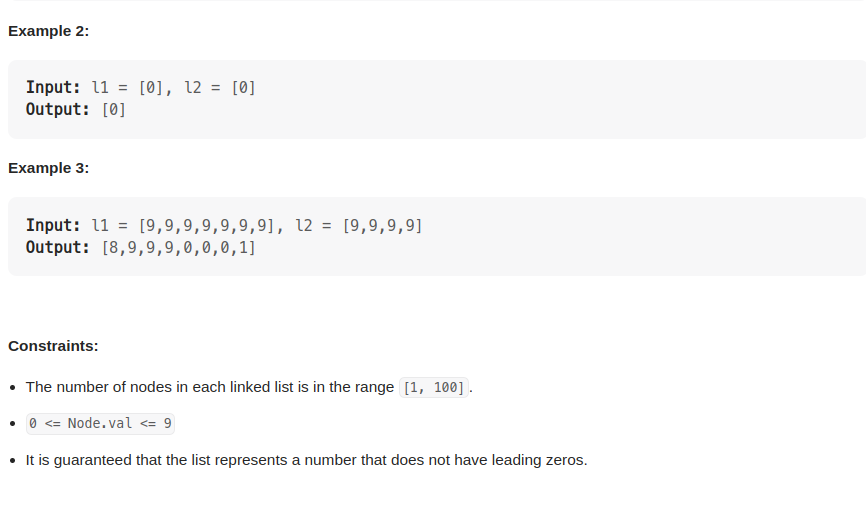 Example 2:
Input: l1 = [0], l2 = [0]
Output: [0]
Example 3:
Input: l1 = [9,9,9,9,9,9,9], l2 = [9,9,9,9]
Output: [8,9,9,9,0,0,0,1]
Constraints:
• The number of nodes in each linked list is in the range [1, 100].
• 0 <= Node.val <= 9
• It is guaranteed that the list represents a number that does not have leading zeros.